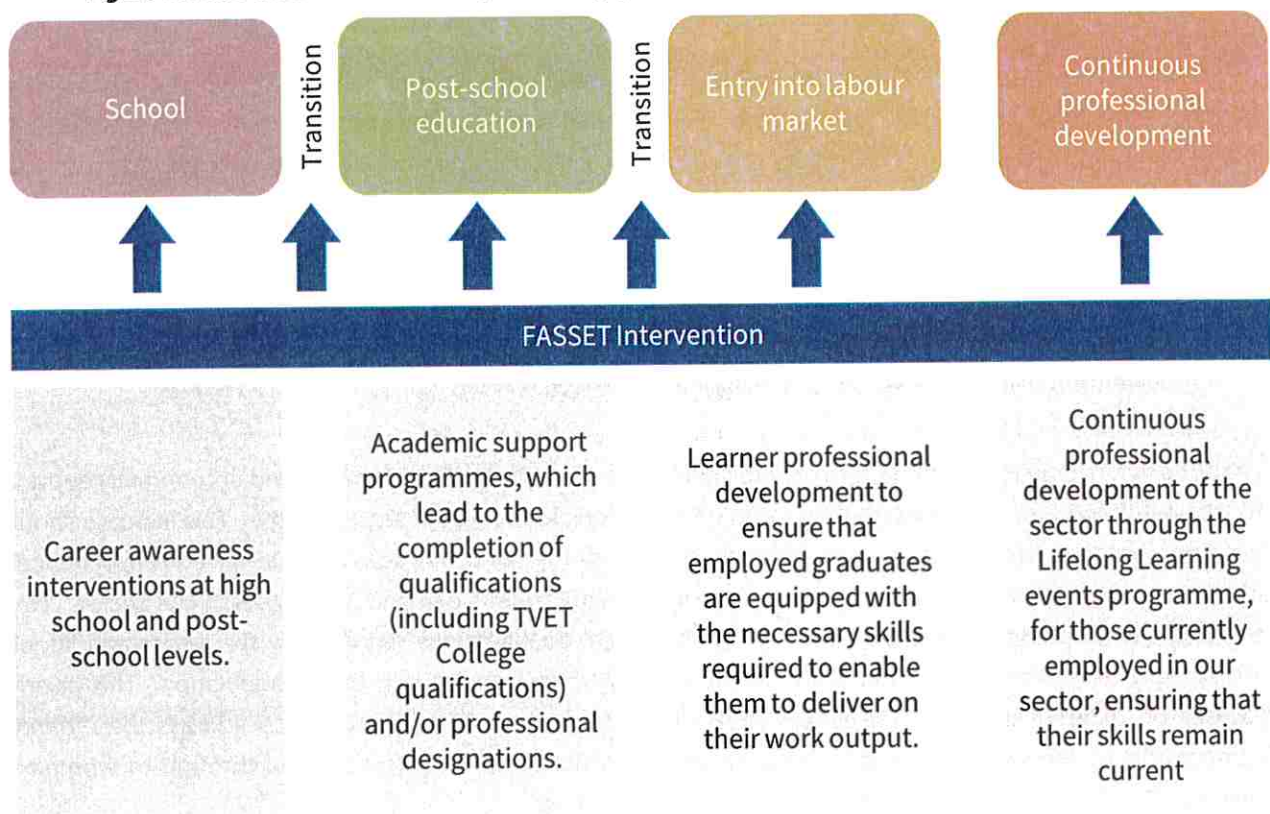 School
Transition
Post-school
education
Transition
Entry into labour
market
Continuous
professional
development
FASSET Intervention
Career awareness
interventions at high
school and post-
school levels.
Academic support
programmes, which
lead to the
completion of
qualifications
(including TVET
College
qualifications)
and/or professional
designations.
Learner professional
development to
ensure that
employed graduates
are equipped with
the necessary skills
required to enable
them to deliver on
their work output.
Continuous
professional
development of the
sector through the
Lifelong Learning
events programme,
for those currently
employed in our
sector, ensuring that
their skills remain
current